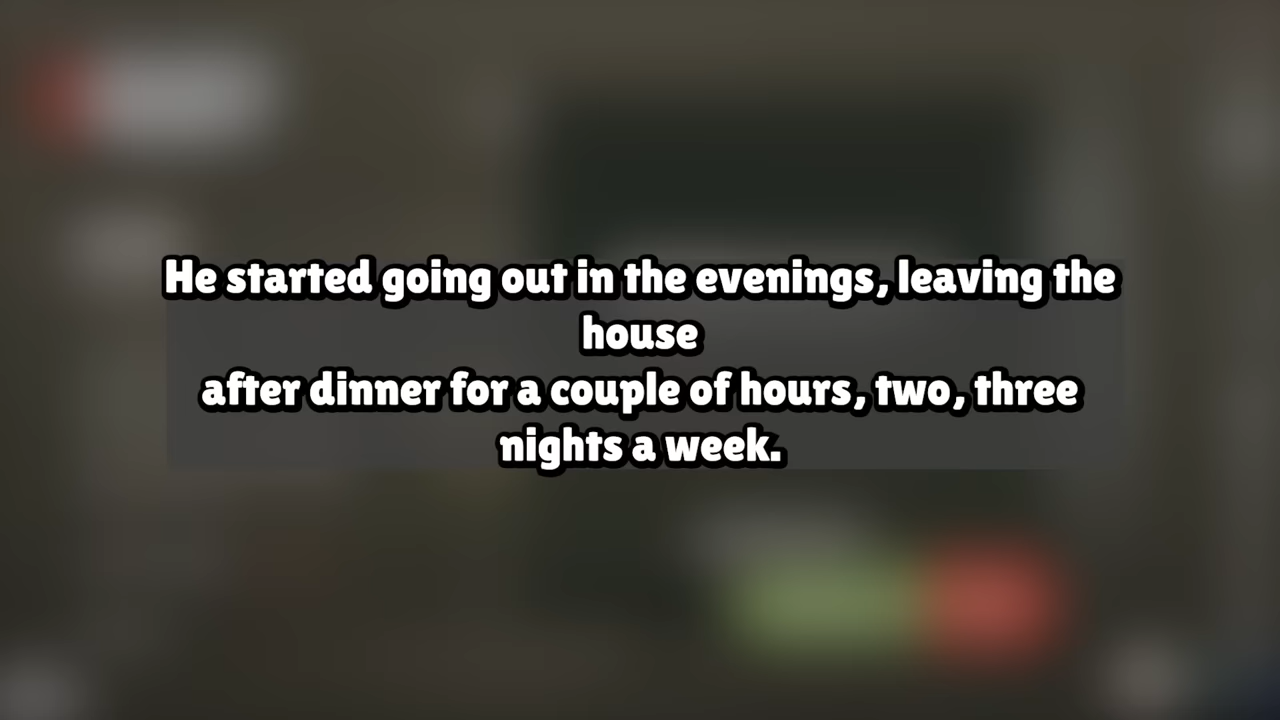 He started going out in the evenings, leaving the
house
after dinner for a couple of hours, two, three
nights a week.